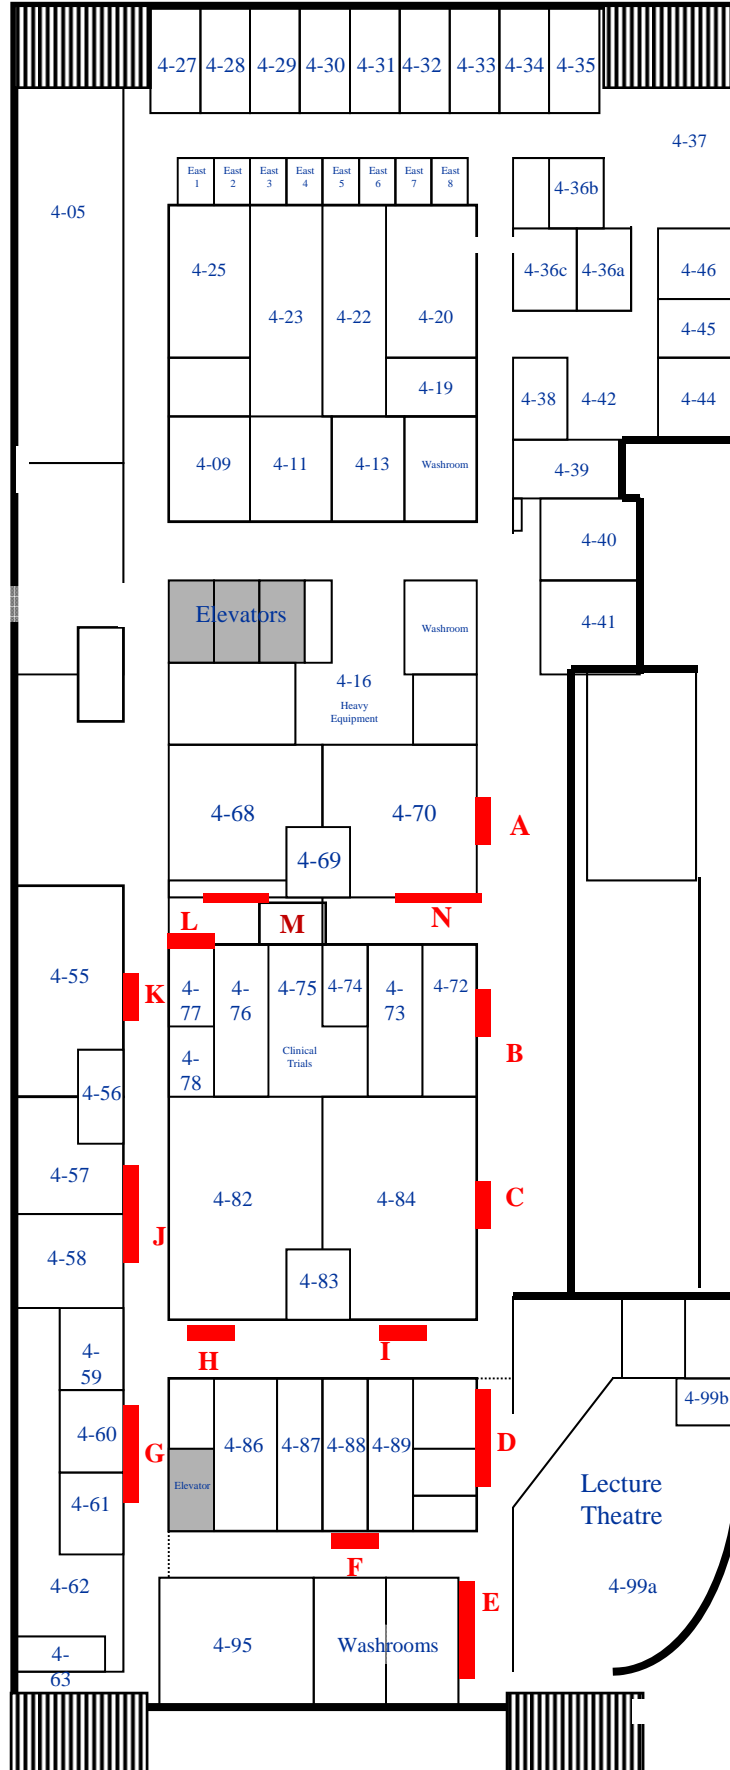 4-27 4-28 4-29 4-30 4-31 4-32 4-33 4-34 4-35
4-37
East 1
East 2
East 3
East 4
East 5
East 6
East 7
East 8
4-36b
4-05
4-25
4-36c 4-36a
4-46
4-23 4-22 4-20
4-45
4-19
4-38 4-42 4-44
4-09 4-11 4-13 Washroom
4-39
4-40
Elevators
Washroom
4-41
4-16
Heavy
Equipment
4-68 4-70
A
4-69
L
M
N
4-55
K
4-
77
4-
76
4-75
4-74
4-
73
4-72
Clinical
Trials
B
4-
78
4-56
4-57
4-82 4-84
C
J
4-58
4-83
H
I
4-
59
4-99b
4-60
G
4-86 4-87 4-88 4-89
D
Elevator
Lecture
Theatre
4-61
F
4-62
E
4-99a
4-95
Washrooms
4-
63